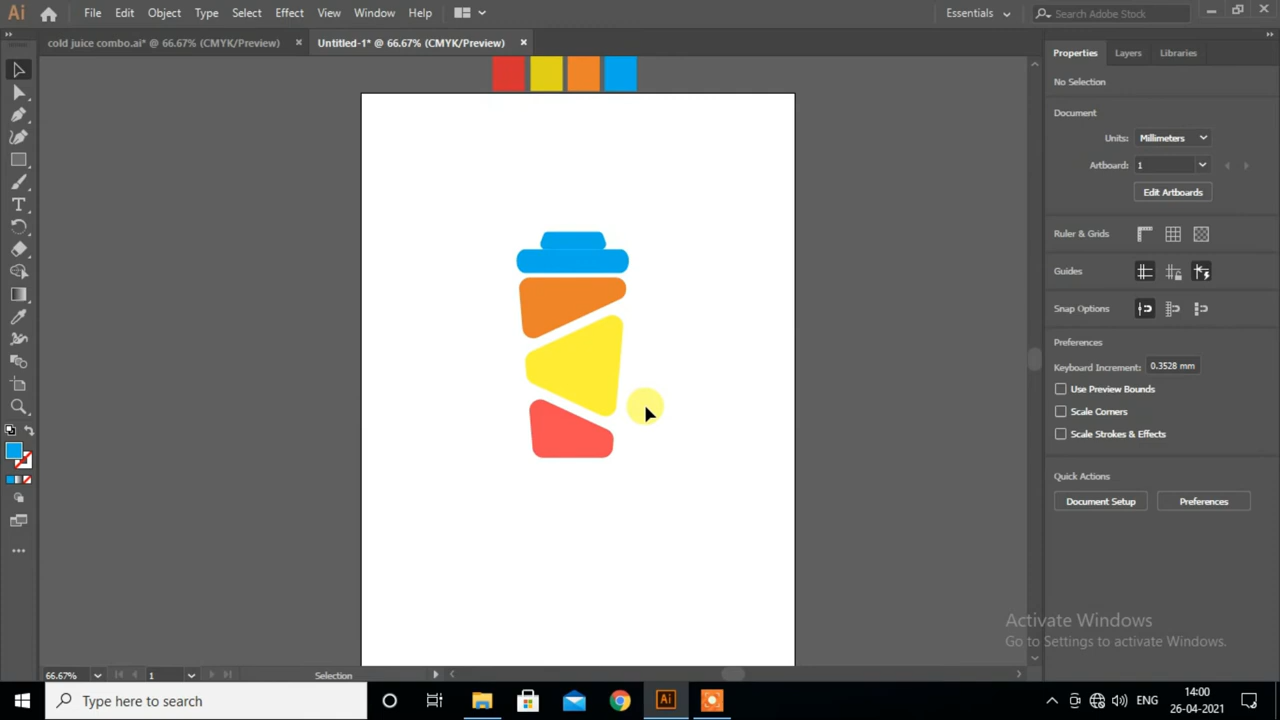 Ai File Edit Object Type Select Effect View Window Help Essentials Search Adobe Stock
cold juice combo.ai* @ 66.67% (CMYK/Preview) × Untitled-1* @ 66.67% (CMYK/Preview) ×
Properties Layers Libraries
No Selection
Document
Units: Millimeters
Artboard: 1
Edit Artboards
Ruler & Grids
Guides
Snap Options
Preferences
Keyboard Increment: 0.3528 mm
Use Preview Bounds
Scale Corners
Scale Strokes & Effects
Quick Actions
Document Setup Preferences
Activate Windows
Go to Settings to activate Windows.
66.67% 1 Selection
Type here to search Ai ENG 14:00
26-04-2021